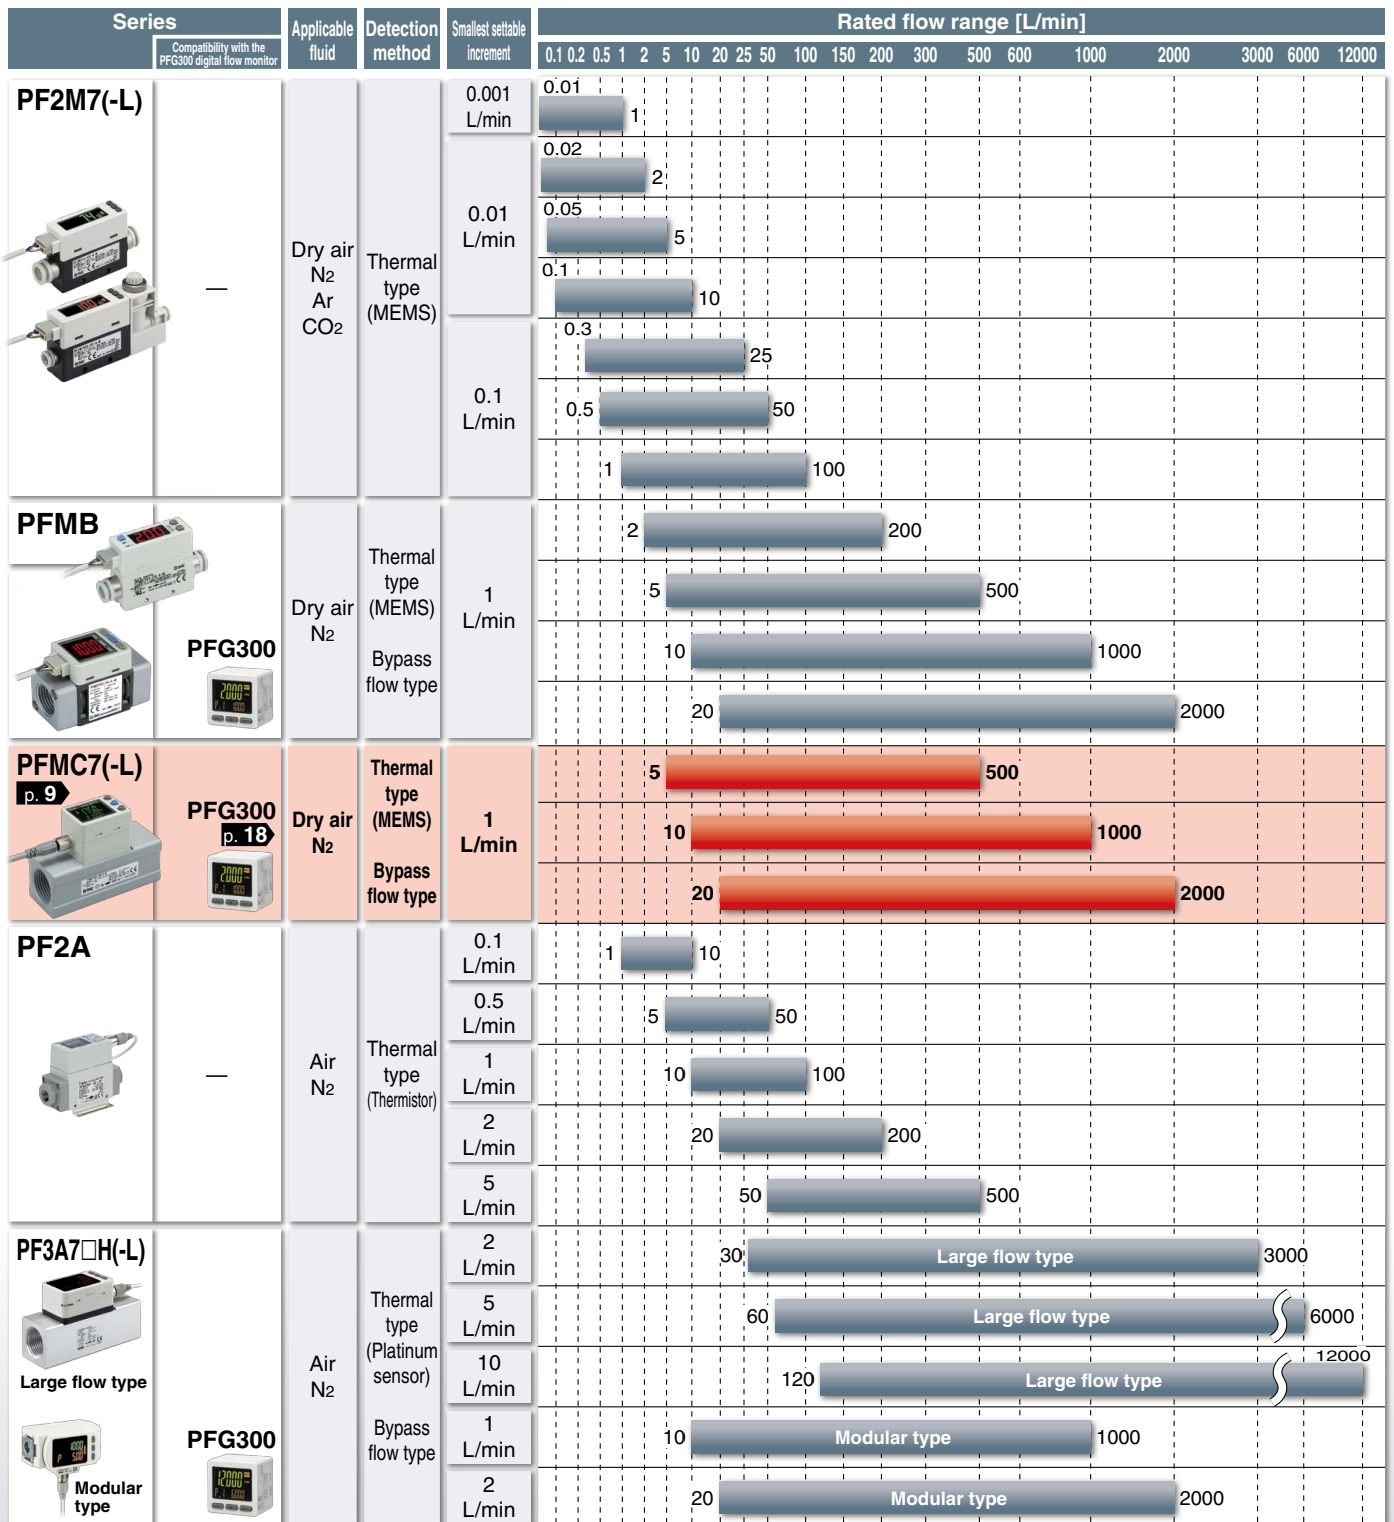 Series
Compatibility with the
PFG300 digital flow monitor
Applicable
fluid
Detection
method
Smallest settable
increment
Rated flow range [L/min]
0.1 0.2 0.5 1 2 5 10 20 25 50 100 150 200 300 500 600 1000 2000 3000 6000 12000
PF2M7(-L)
—
Dry air
N2
Ar
CO2
Thermal
type
(MEMS)
0.001
L/min
0.01
1
0.01
L/min
0.02
2
0.05
5
0.1
10
0.1
L/min
0.3
25
0.5
50
1
100
PFMB
PFG300
Dry air
N2
Thermal
type
(MEMS)
Bypass
flow type
1
L/min
2
200
5
500
10
1000
20
2000
PFMC7(-L)
p. 9
PFG300
p. 18
Dry air
N2
Thermal
type
(MEMS)
Bypass
flow type
1
L/min
5
500
10
1000
20
2000
PF2A
—
Air
N2
Thermal
type
(Thermistor)
0.1
L/min
1
10
0.5
L/min
5
50
1
L/min
10
100
2
L/min
20
200
5
L/min
50
500
PF3A7□H(-L)
Large flow type
Modular
type
PFG300
Air
N2
Thermal
type
(Platinum
sensor)
Bypass
flow type
2
L/min
30
Large flow type
3000
5
L/min
60
Large flow type
6000
10
L/min
120
Large flow type
12000
1
L/min
10
Modular type
1000
2
L/min
20
Modular type
2000